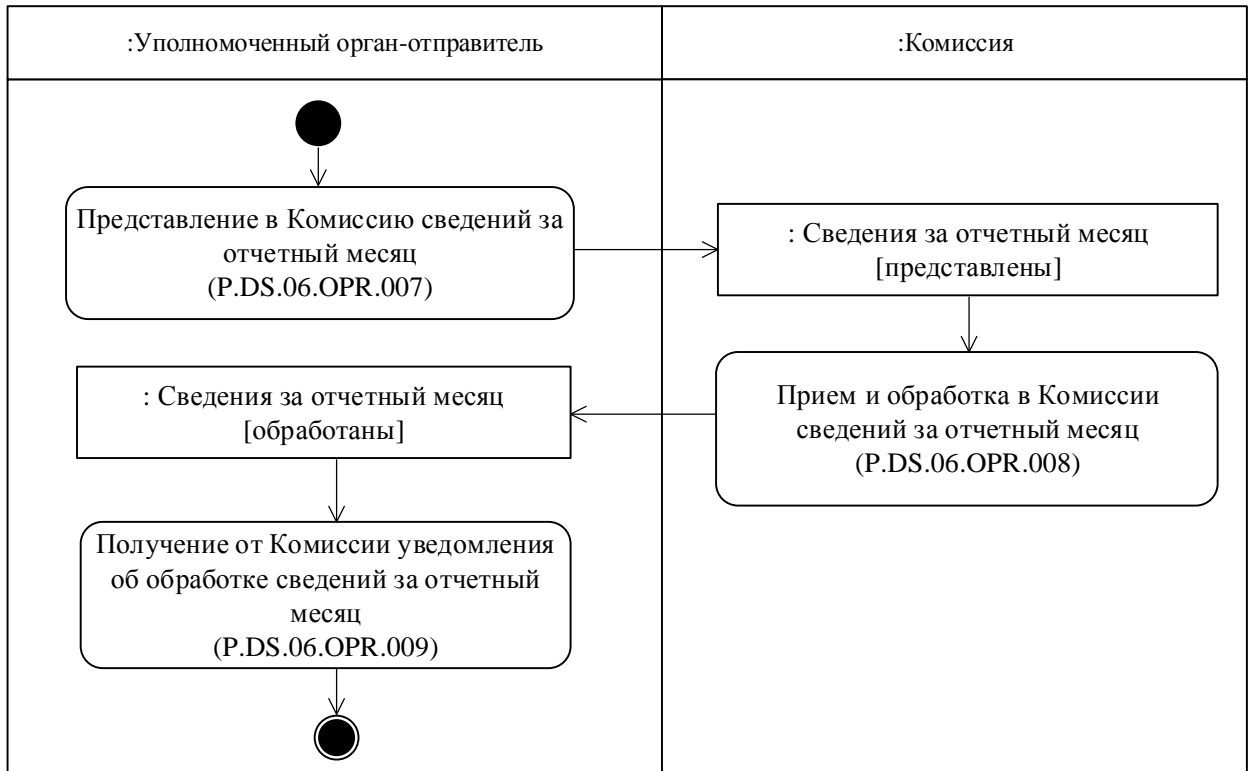 :Уполномоченный орган-отправитель
:Комиссия
Представление в Комиссию сведений за
отчетный месяц
(P.DS.06.OPR.007)
: Сведения за отчетный месяц
[представлены]
Прием и обработка в Комиссии
сведений за отчетный месяц
(P.DS.06.OPR.008)
: Сведения за отчетный месяц
[обработаны]
Получение от Комиссии уведомления
об обработке сведений за отчетный
месяц
(P.DS.06.OPR.009)